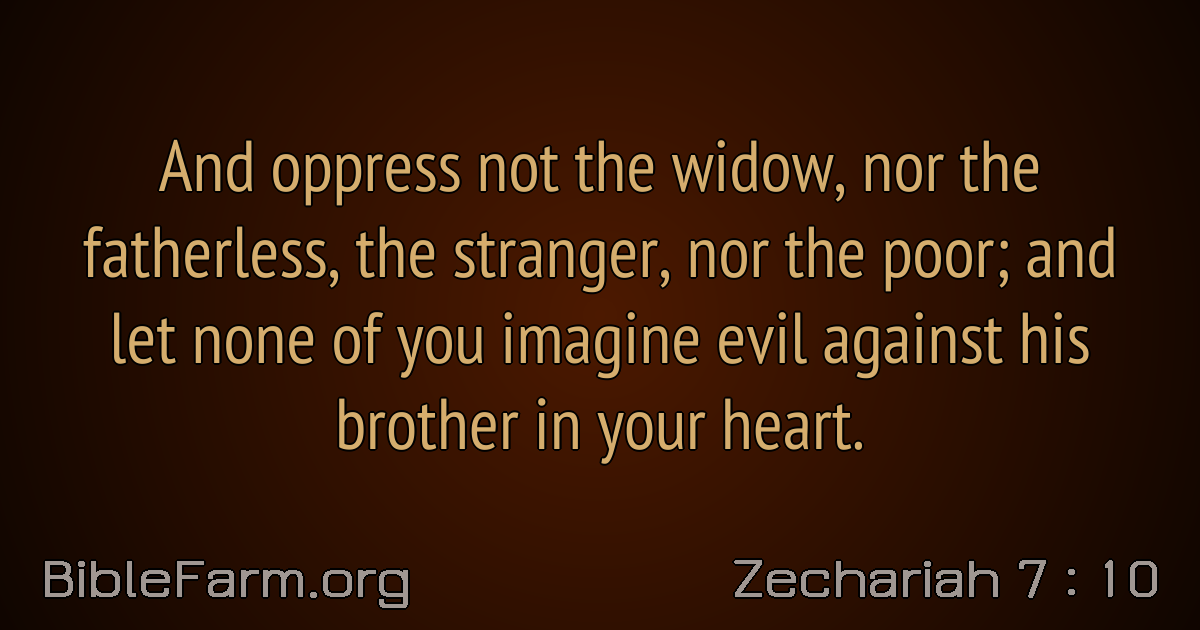 And oppress not the widow, nor the
fatherless, the stranger, nor the poor; and
let none of you imagine evil against his
brother in your heart.
BibleFarm.org
Zechariah 7 : 10